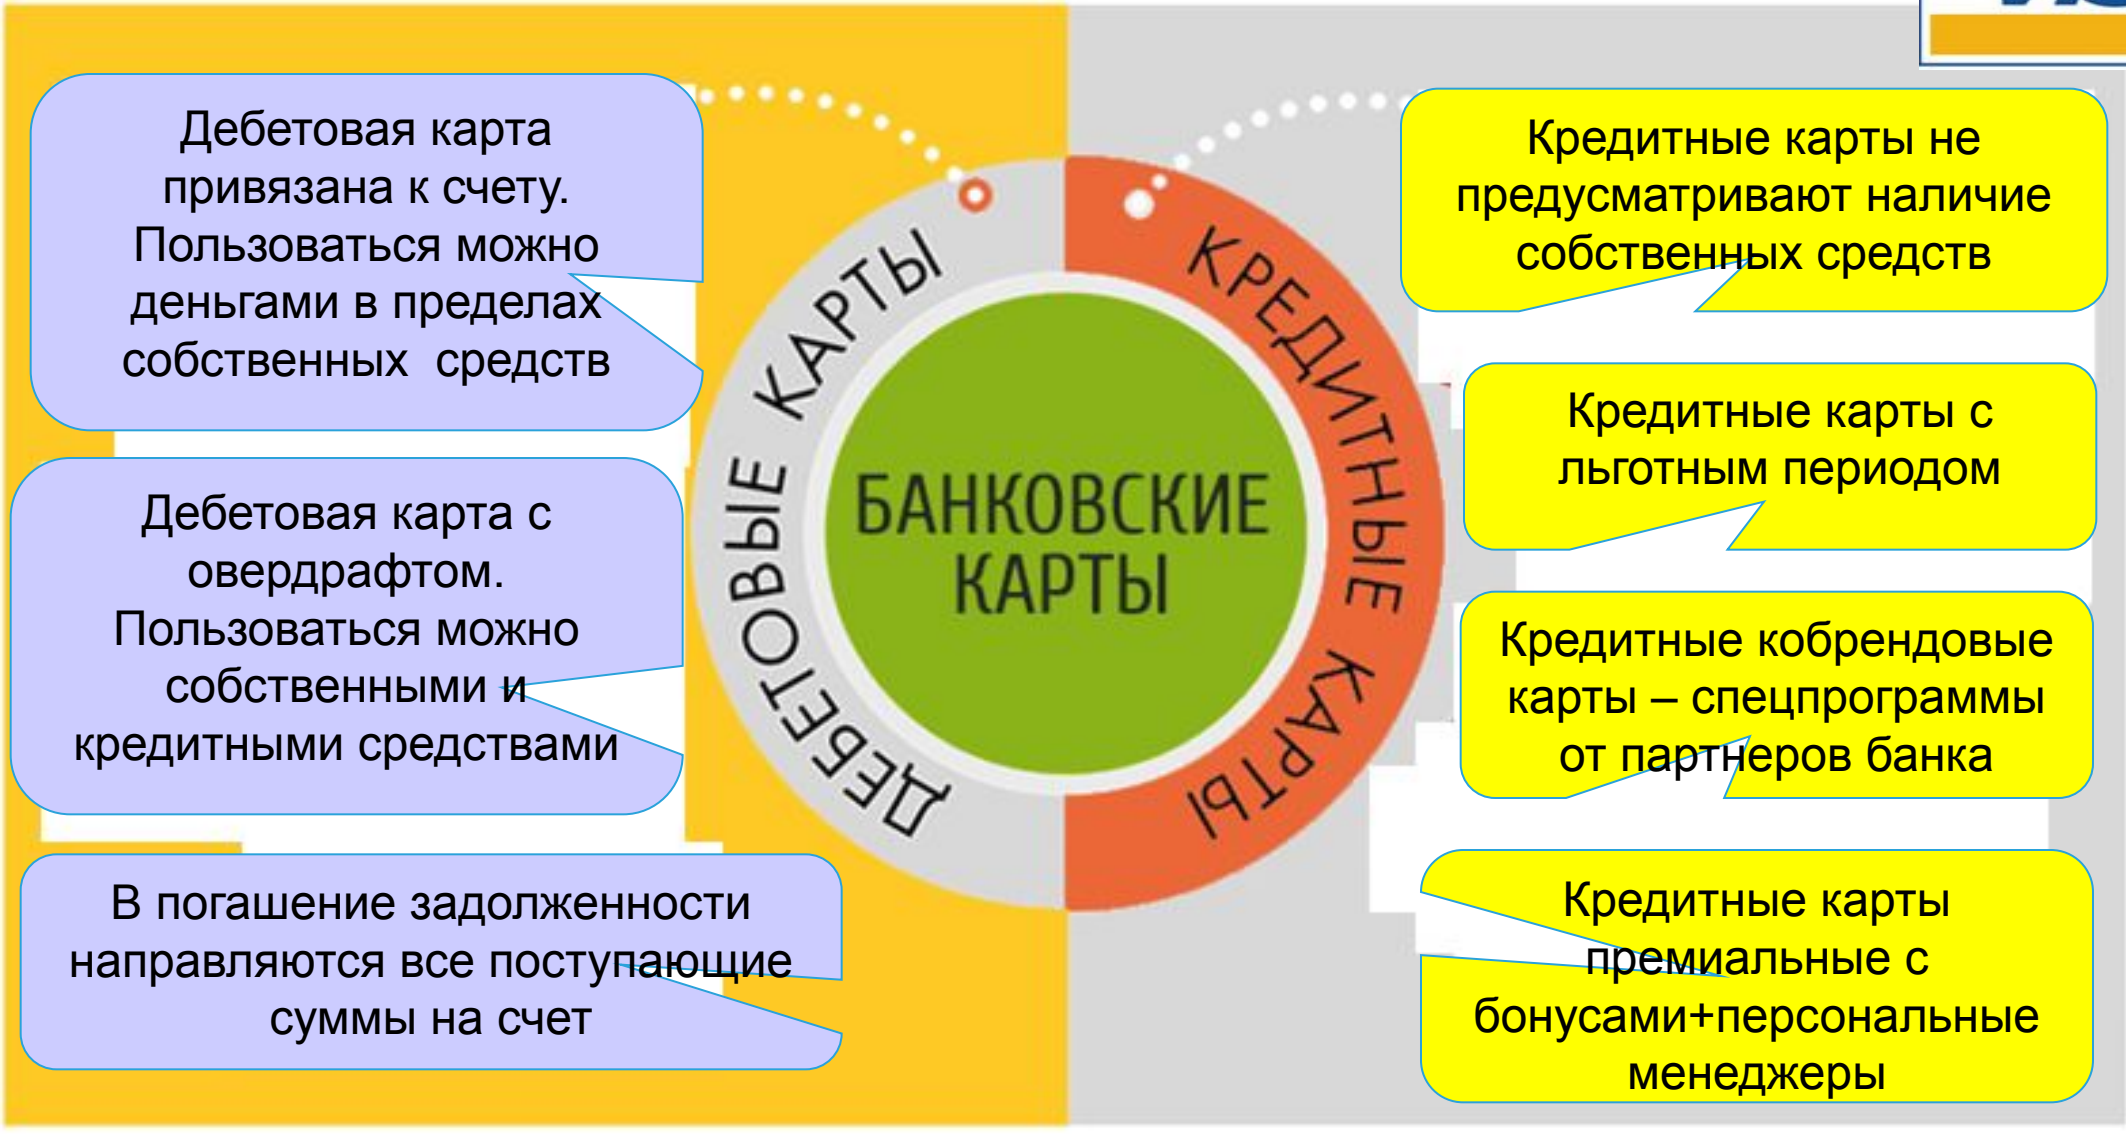 Дебетовая карта
привязана к счету.
Пользоваться можно
деньгами в пределах
собственных  средств
Дебетовая карта с
овердрафтом.
Пользоваться можно
собственными и
кредитными средствами
В погашение задолженности
направляются все поступающие
суммы на счет
ДЕБЕТОВЫЕ КАРТЫ
БАНКОВСКИЕ
КАРТЫ
КРЕДИТНЫЕ КАРТЫ
Кредитные карты не
предусматривают наличие
собственных средств
Кредитные карты с
льготным периодом
Кредитные кобрендовые
карты – спецпрограммы
от партнеров банка
Кредитные карты
премиальные с
бонусами+персональные
менеджеры